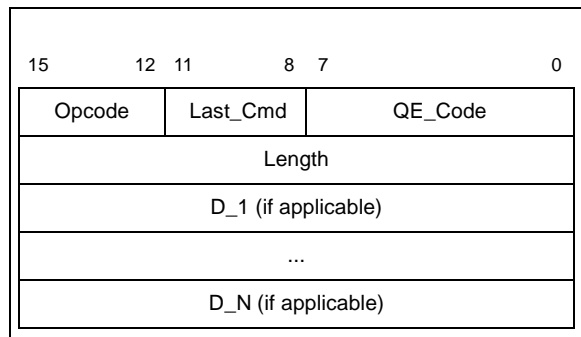 15 12 11 8 7 0
Opcode Last_Cmd QE_Code
Length
D_1 (if applicable)
...
D_N (if applicable)